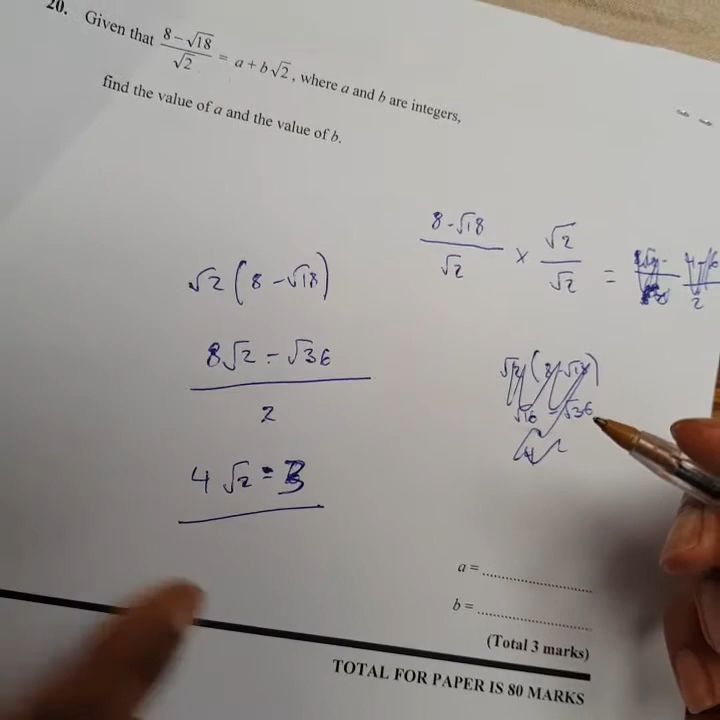 20. Given that (8 − √18)/√2 = a + b√2, where a and b are integers,
find the value of a and the value of b.
(8 - √18)/√2 × √2/√2 =
√2 (8 - √18)
(8√2 - √36)/2
√16 - √36
4√2 - 3
a =
b =
(Total 3 marks)
TOTAL FOR PAPER IS 80 MARKS